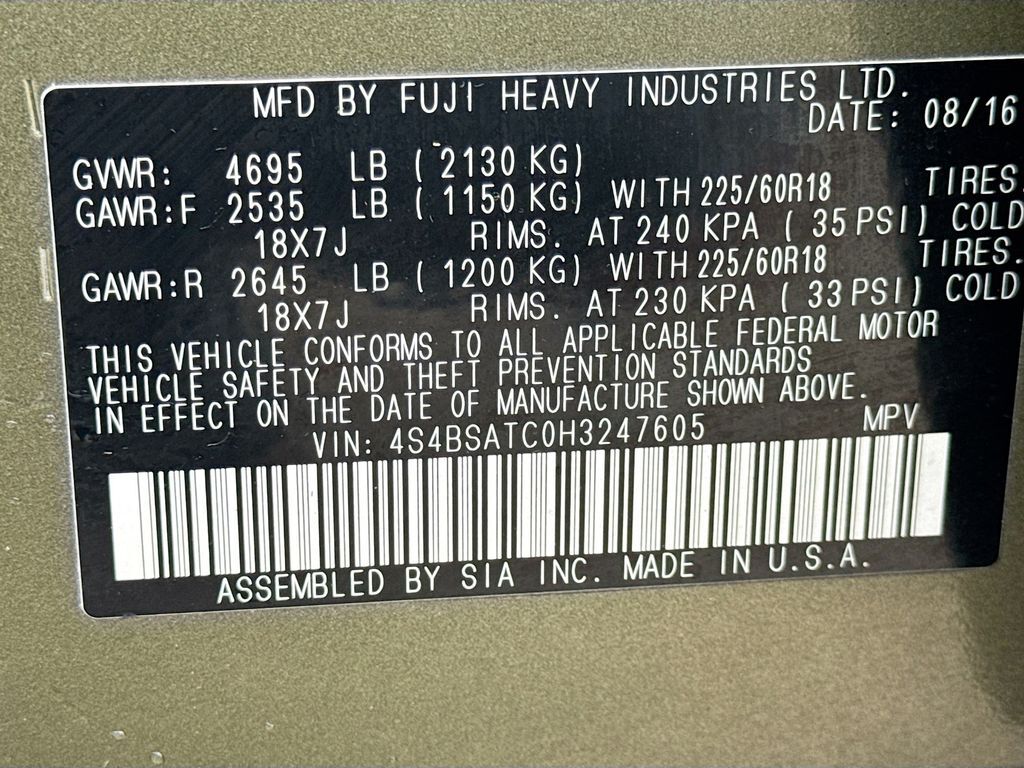 MFD BY FUJI HEAVY INDUSTRIES LTD.
DATE: 08/16
GVWR: 4695 LB ( 2130 KG)
GAWR:F 2535 LB ( 1150 KG) WITH 225/60R18 TIRES.
18X7J RIMS. AT 240 KPA ( 35 PSI) COLD
GAWR:R 2645 LB ( 1200 KG) WITH 225/60R18 TIRES.
18X7J RIMS. AT 230 KPA ( 33 PSI) COLD
THIS VEHICLE CONFORMS TO ALL APPLICABLE FEDERAL MOTOR
VEHICLE SAFETY AND THEFT PREVENTION STANDARDS
IN EFFECT ON THE DATE OF MANUFACTURE SHOWN ABOVE.
VIN: 4S4BSATC0H3247605 MPV
ASSEMBLED BY SIA INC. MADE IN U.S.A.